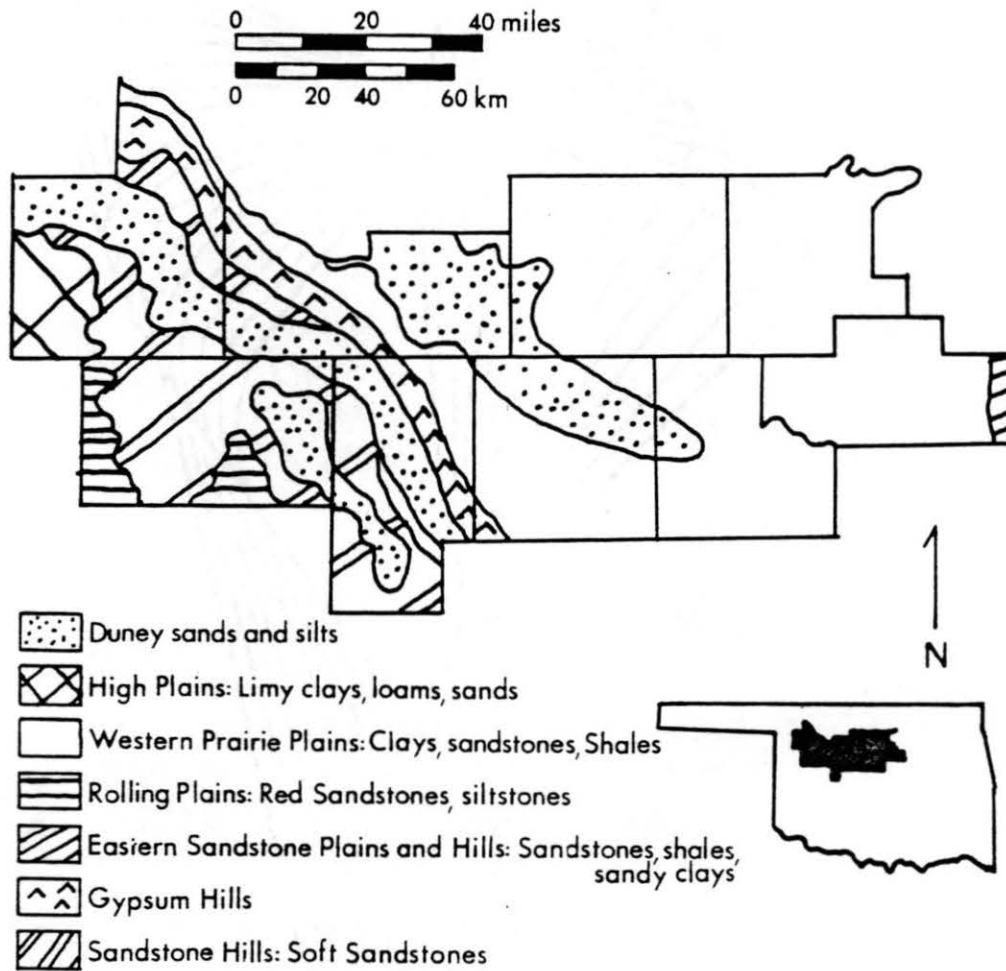 0 20 40 miles
0 20 40 60 km
N
Duney sands and silts
High Plains: Limy clays, loams, sands
Western Prairie Plains: Clays, sandstones, Shales
Rolling Plains: Red Sandstones, siltstones
Eastern Sandstone Plains and Hills: Sandstones, shales,
sandy clays
Gypsum Hills
Sandstone Hills: Soft Sandstones